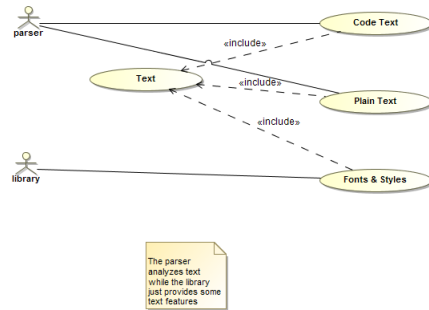 Code Text
parser
«include»
Text
«include»
Plain Text
«include»
library
Fonts & Styles
The parser
analyzes text
while the library
just provides some
text features